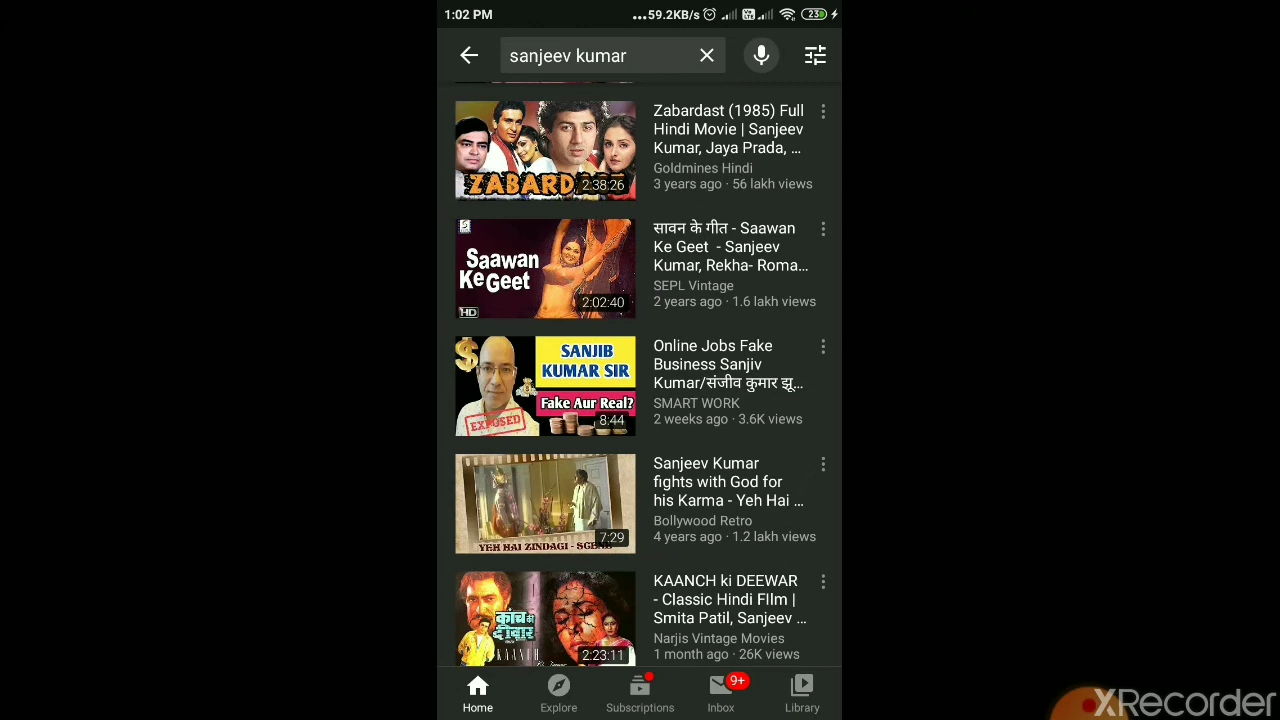 1:02 PM
...59.2KB/s
23
sanjeev kumar
ZABARD
2:38:26
Zabardast (1985) Full
Hindi Movie | Sanjeev
Kumar, Jaya Prada, ...
Goldmines Hindi
3 years ago · 56 lakh views
Saawan
Ke Geet
HD
2:02:40
सावन के गीत - Saawan
Ke Geet - Sanjeev
Kumar, Rekha- Roma...
SEPL Vintage
2 years ago · 1.6 lakh views
SANJIB
KUMAR SIR
Fake Aur Real?
EXPOSED
8:44
Online Jobs Fake
Business Sanjiv
Kumar/संजीव कुमार झू...
SMART WORK
2 weeks ago · 3.6K views
YEH HAI ZINDAGI - SCENE
7:29
Sanjeev Kumar
fights with God for
his Karma - Yeh Hai ...
Bollywood Retro
4 years ago · 1.2 lakh views
कांच की
दीवार
KAANCH
2:23:11
KAANCH ki DEEWAR
- Classic Hindi FIlm |
Smita Patil, Sanjeev ...
Narjis Vintage Movies
1 month ago · 26K views
9+
Home
Explore
Subscriptions
Inbox
Library
XRecorder